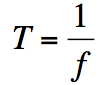 T = 1/f